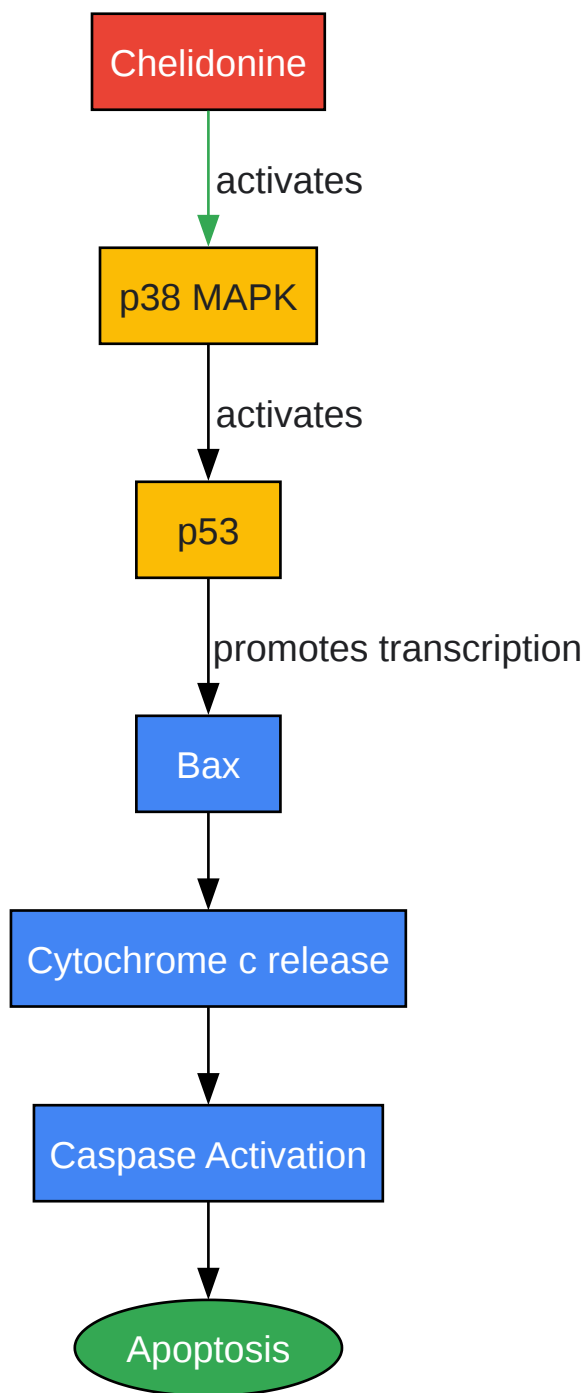 Chelidonine
activates
p38 MAPK
activates
p53
promotes transcription
Bax
Cytochrome c release
Caspase Activation
Apoptosis